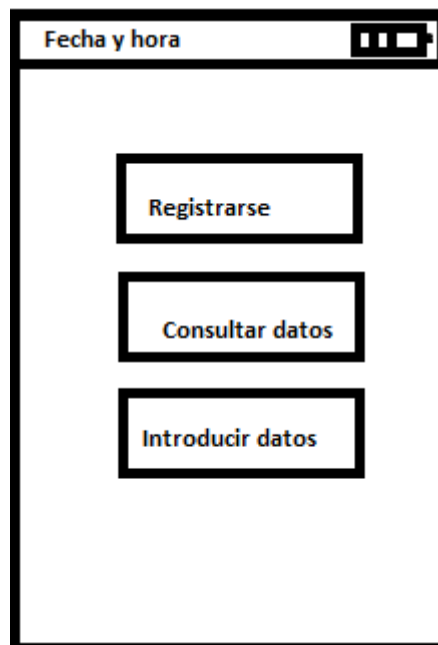 Fecha y hora
Registrarse
Consultar datos
Introducir datos